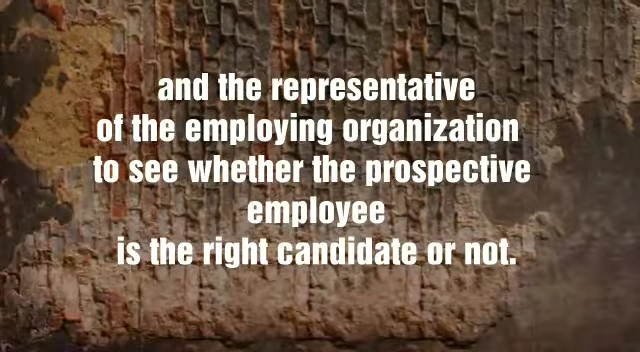 and the representative
of the employing organization
to see whether the prospective
employee
is the right candidate or not.